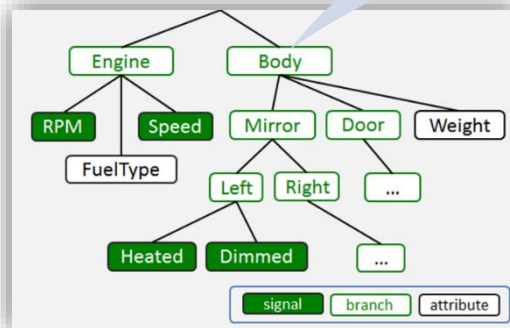 Engine
Body
RPM
Speed
Mirror
Door
Weight
FuelType
Left
Right
...
Heated
Dimmed
...
signal
branch
attribute